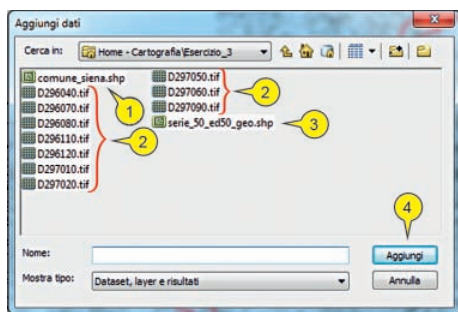 Aggiungi dati
Cerca in: Home - Cartografia\Esercizio_3
comune_siena.shp
D296040.tif
D296070.tif
D296080.tif
D296110.tif
D296120.tif
D297010.tif
D297020.tif
D297050.tif
D297060.tif
D297090.tif
serie_50_ed50_geo.shp
1
2
2
3
4
Nome:
Aggiungi
Mostra tipo: Dataset, layer e risultati
Annulla